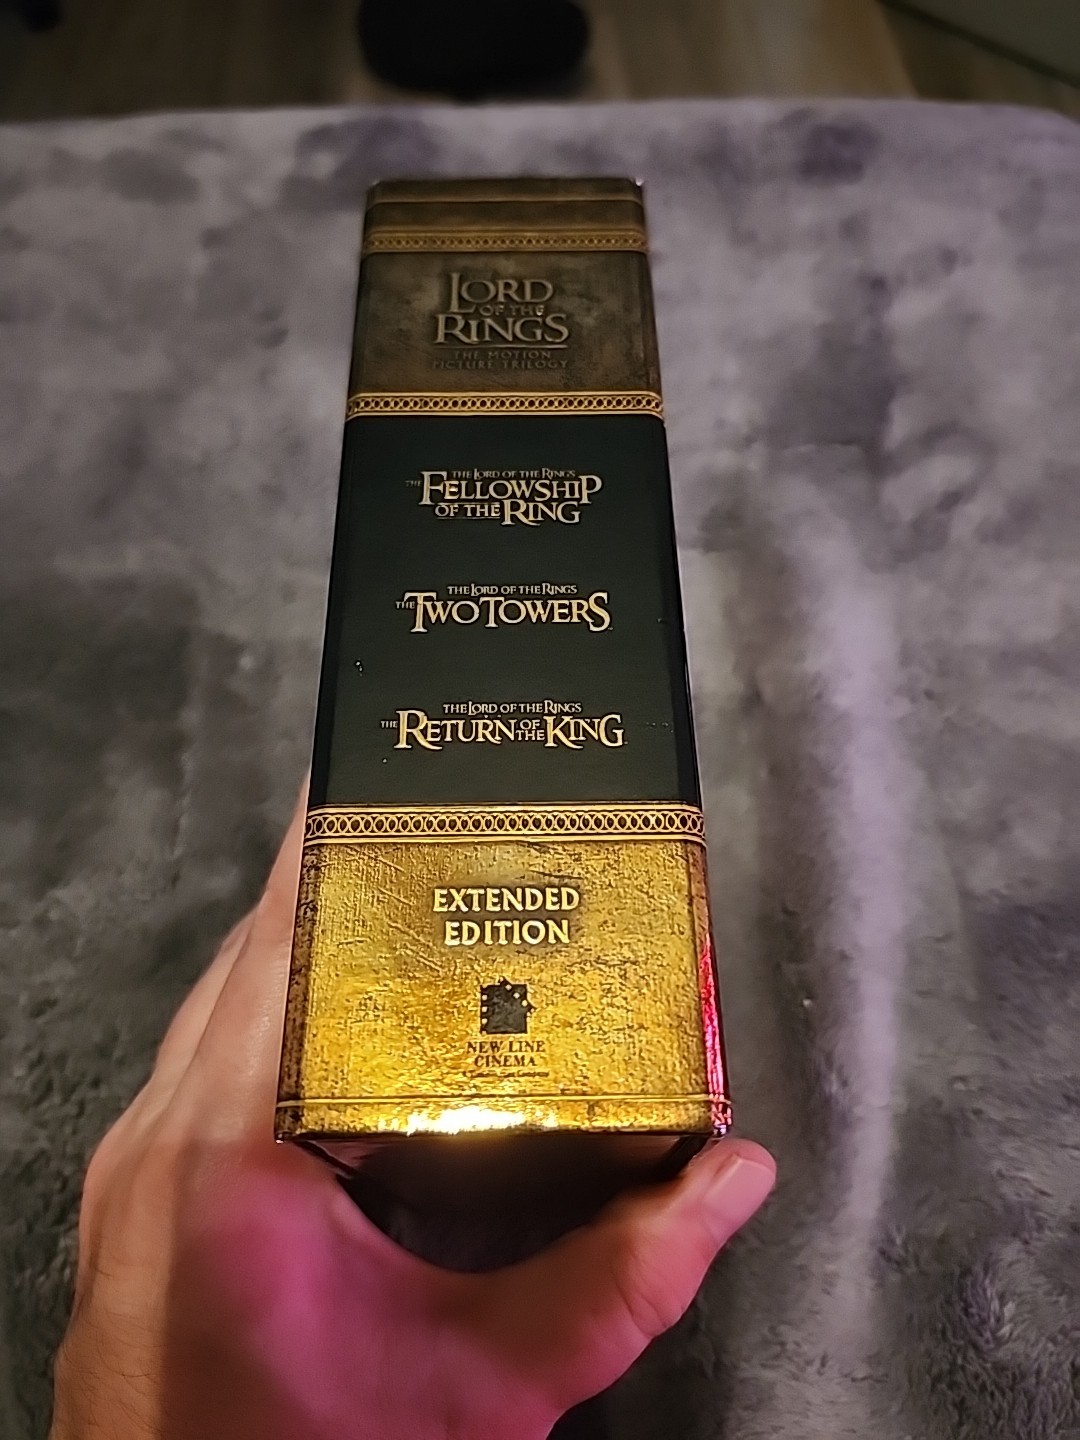 LORD
OF THE
RINGS
THE MOTION
PICTURE TRILOGY
THE LORD OF THE RINGS
THE FELLOWSHIP
OF THE RING
THE LORD OF THE RINGS
THE TWO TOWERS
THE LORD OF THE RINGS
THE RETURN OF THE KING
EXTENDED
EDITION
NEW LINE
CINEMA